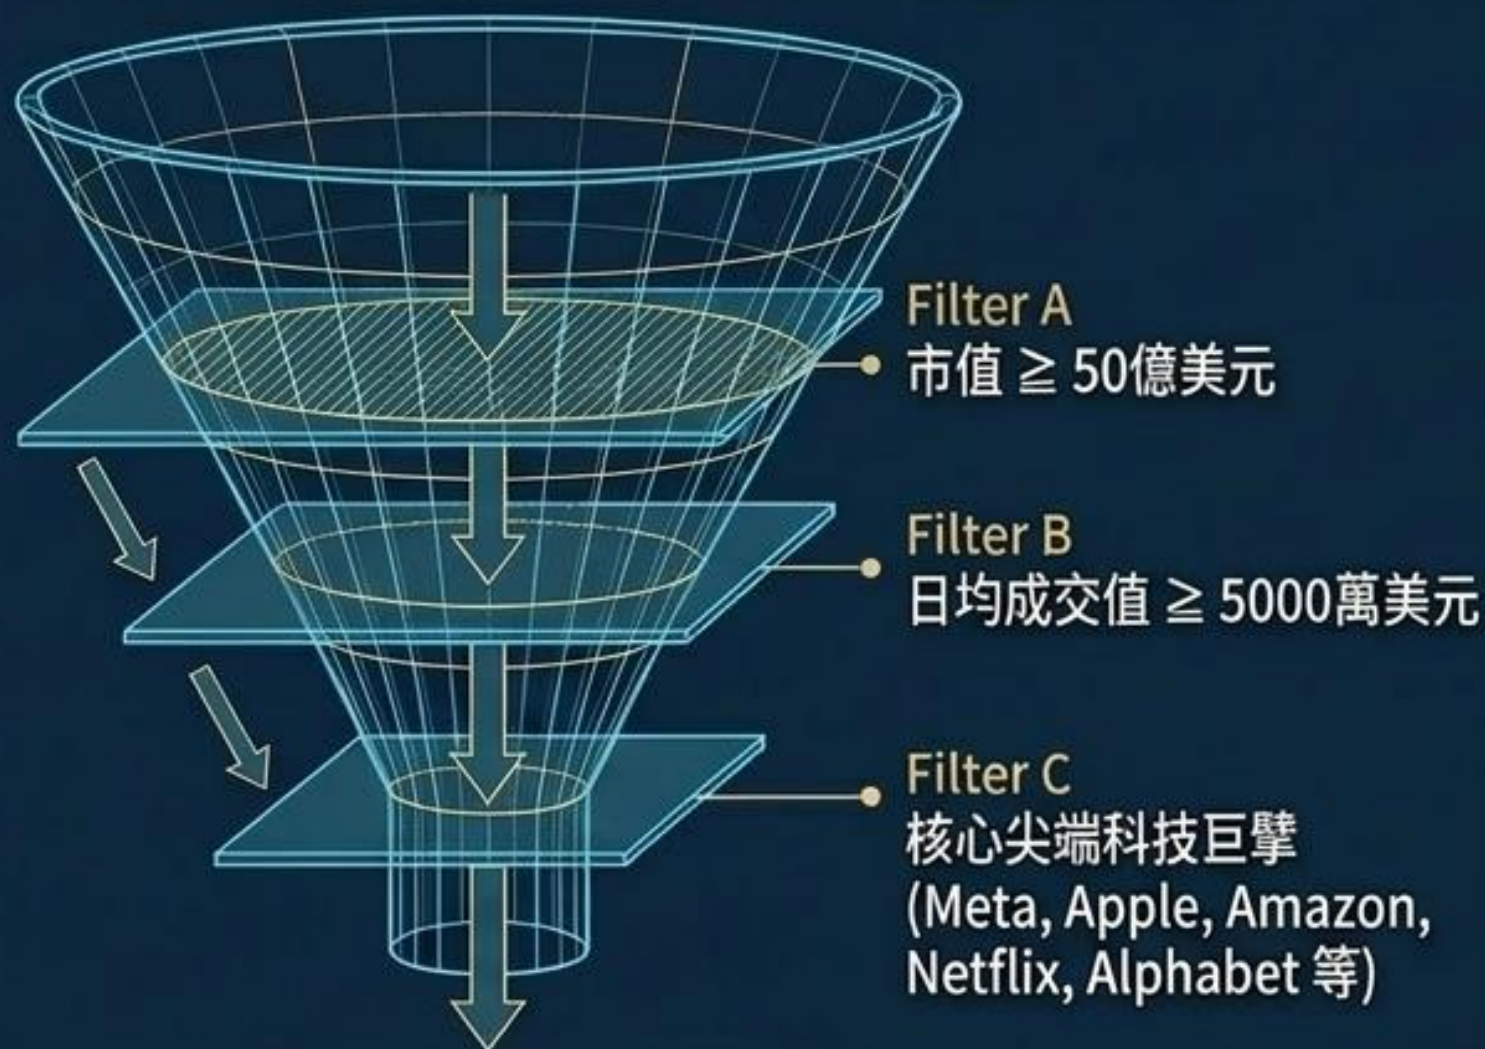 Filter A
市值 ≧ 50億美元
Filter B
日均成交值 ≧ 5000萬美元
Filter C
核心尖端科技巨擘
(Meta, Apple, Amazon,
Netflix, Alphabet 等)